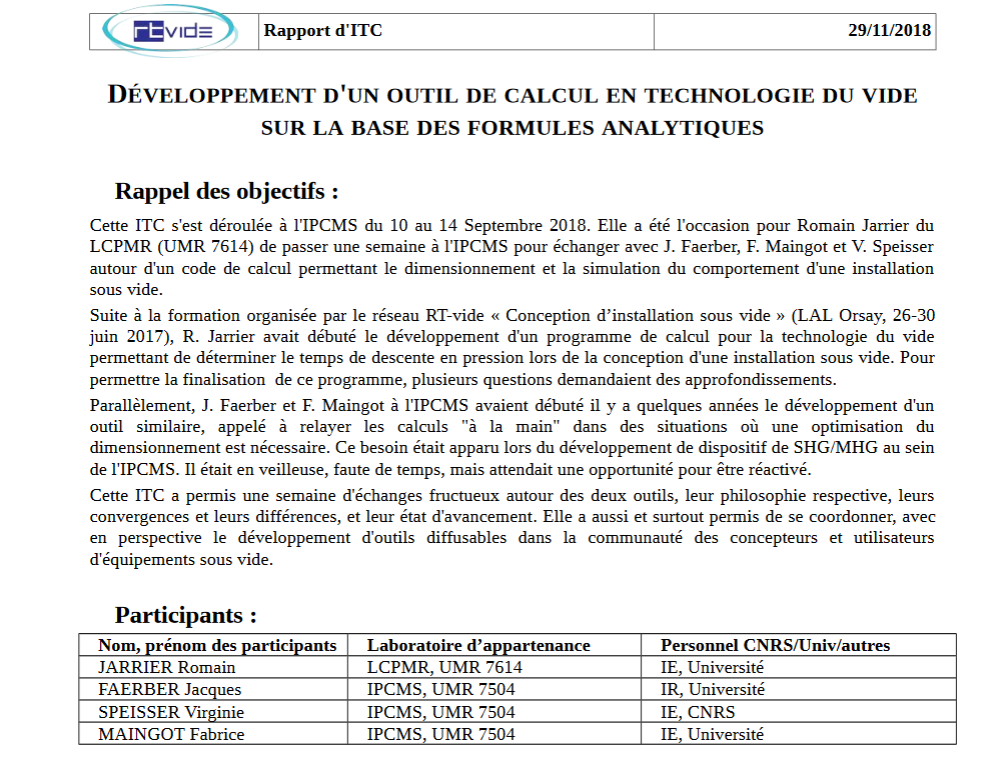 rtvide
Rapport d'ITC
29/11/2018
DÉVELOPPEMENT D'UN OUTIL DE CALCUL EN TECHNOLOGIE DU VIDE
SUR LA BASE DES FORMULES ANALYTIQUES
Rappel des objectifs :
Cette ITC s'est déroulée à l'IPCMS du 10 au 14 Septembre 2018. Elle a été l'occasion pour Romain Jarrier du
LCPMR (UMR 7614) de passer une semaine à l'IPCMS pour échanger avec J. Faerber, F. Maingot et V. Speisser
autour d'un code de calcul permettant le dimensionnement et la simulation du comportement d'une installation
sous vide.
Suite à la formation organisée par le réseau RT-vide « Conception d’installation sous vide » (LAL Orsay, 26-30
juin 2017), R. Jarrier avait débuté le développement d'un programme de calcul pour la technologie du vide
permettant de déterminer le temps de descente en pression lors de la conception d'une installation sous vide. Pour
permettre la finalisation  de ce programme, plusieurs questions demandaient des approfondissements.
Parallèlement, J. Faerber et F. Maingot à l'IPCMS avaient débuté il y a quelques années le développement d'un
outil similaire, appelé à relayer les calculs "à la main" dans des situations où une optimisation du
dimensionnement est nécessaire. Ce besoin était apparu lors du développement de dispositif de SHG/MHG au sein
de l'IPCMS. Il était en veilleuse, faute de temps, mais attendait une opportunité pour être réactivé.
Cette ITC a permis une semaine d'échanges fructueux autour des deux outils, leur philosophie respective, leurs
convergences et leurs différences, et leur état d'avancement. Elle a aussi et surtout permis de se coordonner, avec
en perspective le développement d'outils diffusables dans la communauté des concepteurs et utilisateurs
d'équipements sous vide.
Participants :
Nom, prénom des participants Laboratoire d’appartenance Personnel CNRS/Univ/autres
JARRIER Romain LCPMR, UMR 7614 IE, Université
FAERBER Jacques IPCMS, UMR 7504 IR, Université
SPEISSER Virginie IPCMS, UMR 7504 IE, CNRS
MAINGOT Fabrice IPCMS, UMR 7504 IE, Université